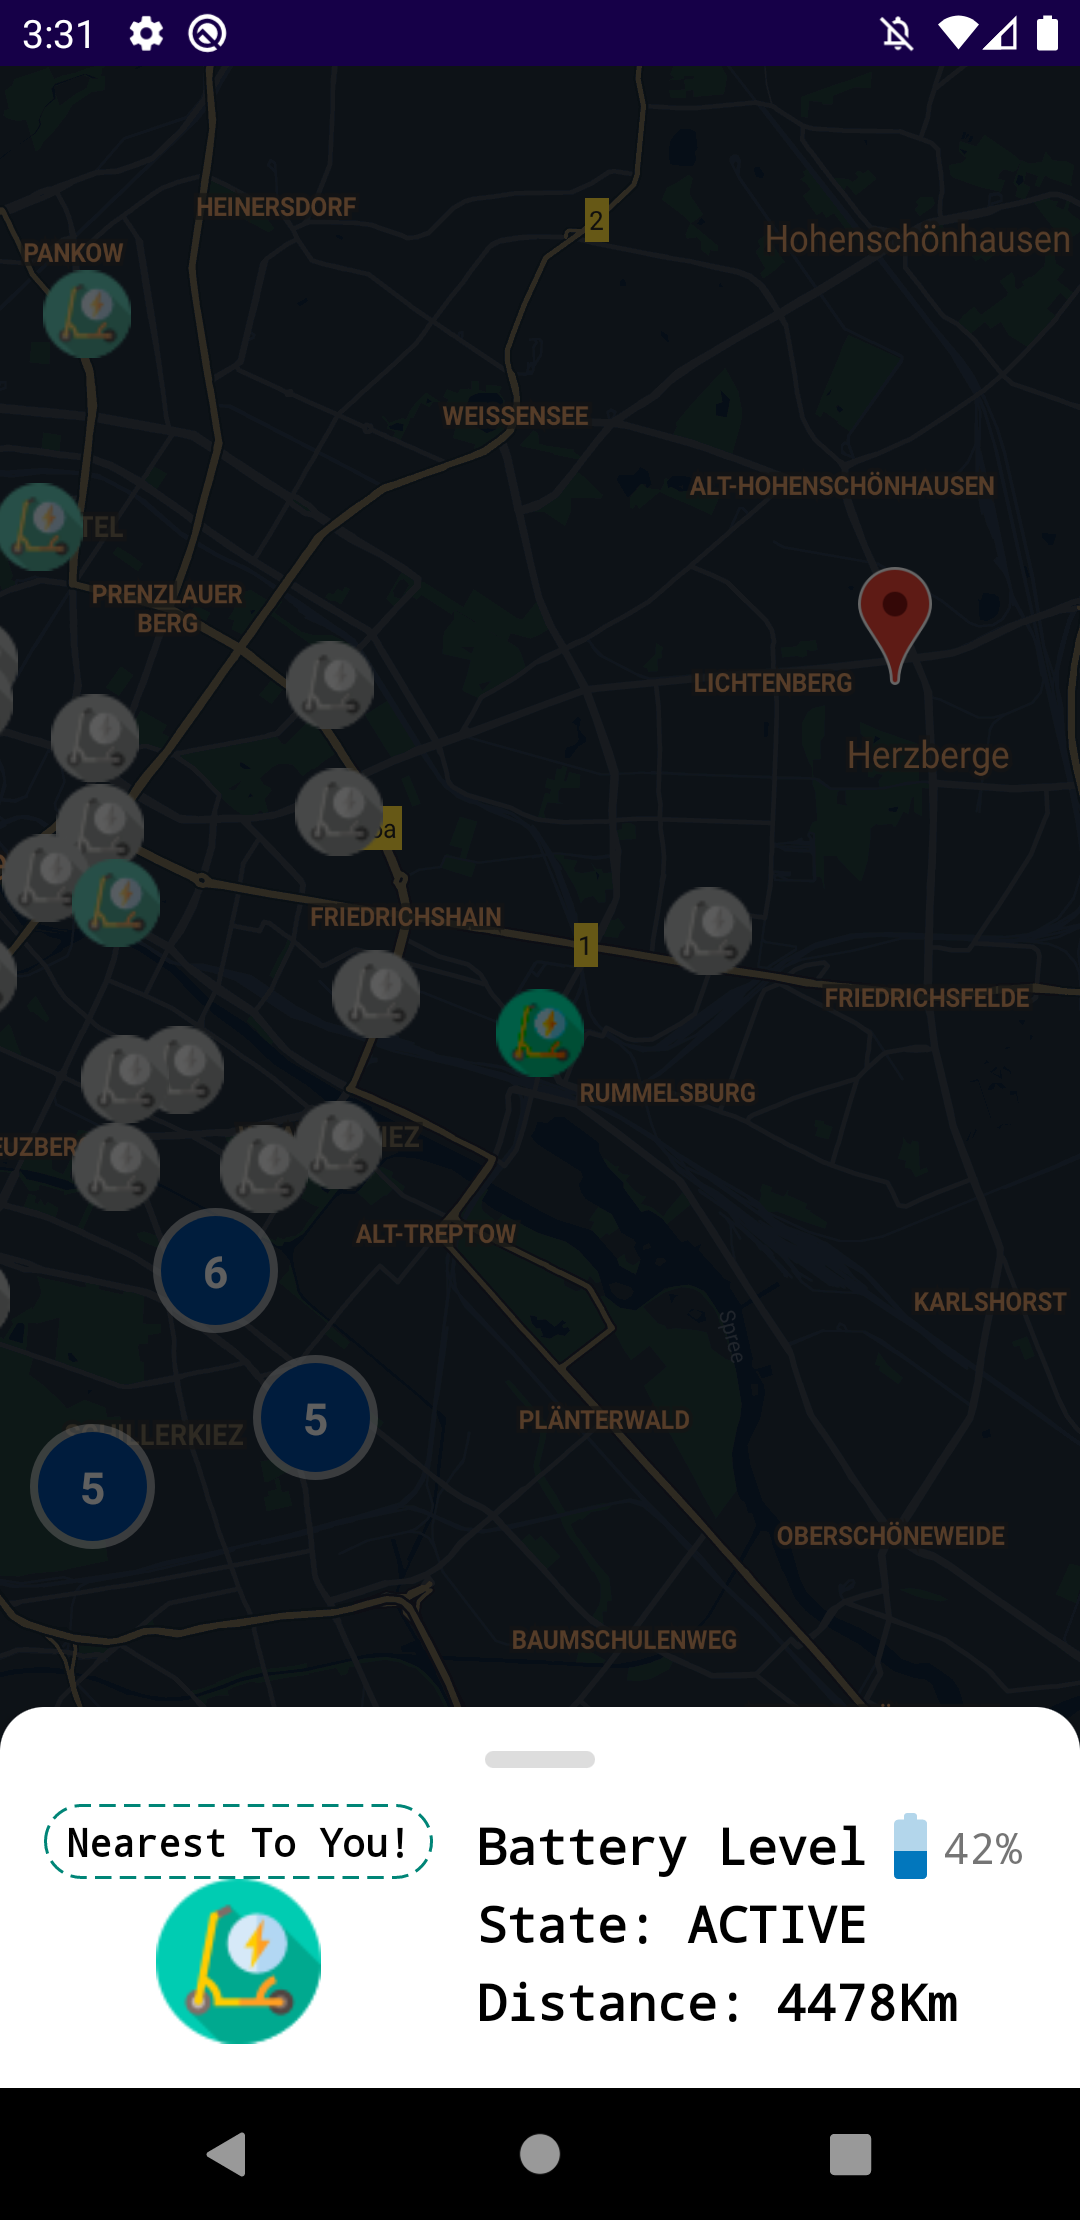 3:31
HEINERSDORF
2
Hohenschönhausen
PANKOW
WEISSENSEE
ALT-HOHENSCHÖNHAUSEN
TEL
PRENZLAUER
BERG
LICHTENBERG
Herzberge
FRIEDRICHSHAIN
1
FRIEDRICHSFELDE
RUMMELSBURG
EUZBER
IEZ
ALT-TREPTOW
6
KARLSHORST
Spree
5
PLÄNTERWALD
LLERKIEZ
5
OBERSCHÖNEWEIDE
BAUMSCHULENWEG
Nearest To You!
Battery Level 42%
State: ACTIVE
Distance: 4478Km